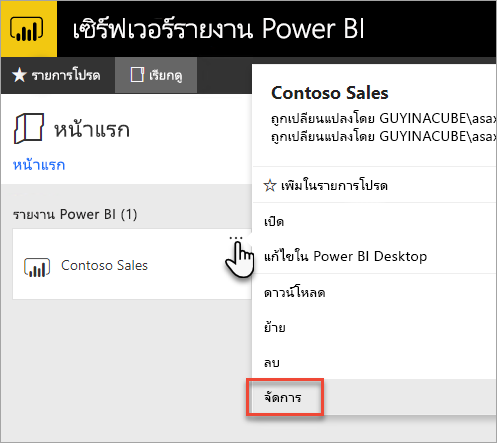 เซิร์ฟเวอร์รายงาน Power BI
รายการโปรด
เรียกดู
หน้าแรก
หน้าแรก
รายงาน Power BI (1)
Contoso Sales
Contoso Sales
ถูกเปลี่ยนแปลงโดย GUYINACUBE\asax
ถูกเปลี่ยนแปลงโดย GUYINACUBE\asax
เพิ่มในรายการโปรด
เปิด
แก้ไขใน Power BI Desktop
ดาวน์โหลด
ย้าย
ลบ
จัดการ